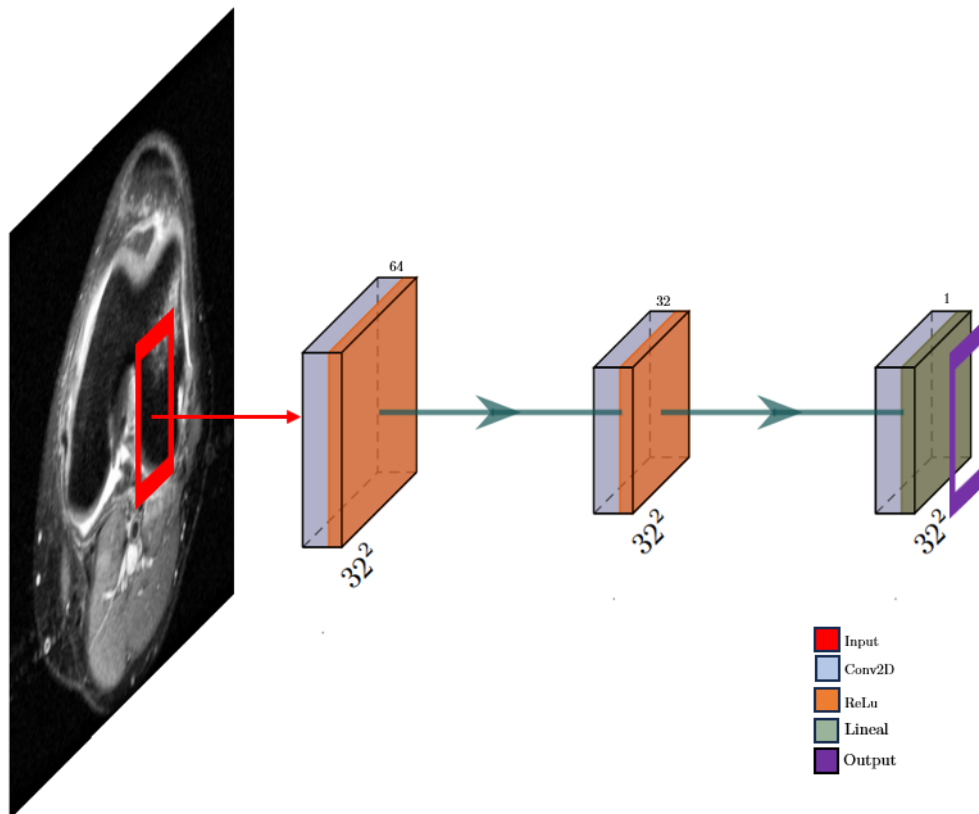 64
32
1
32²
32²
32²
Input
Conv2D
ReLu
Lineal
Output